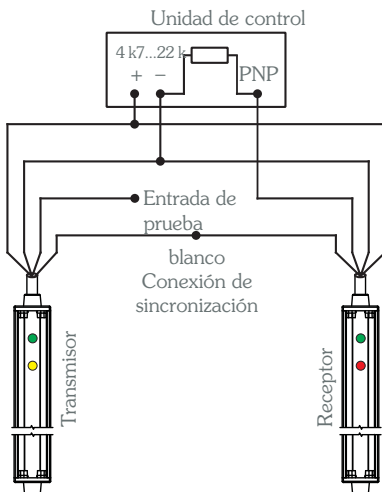 Unidad de control
4 k7...22 k
+ −
PNP
Entrada de
prueba
blanco
Conexión de
sincronización
Transmisor
Receptor